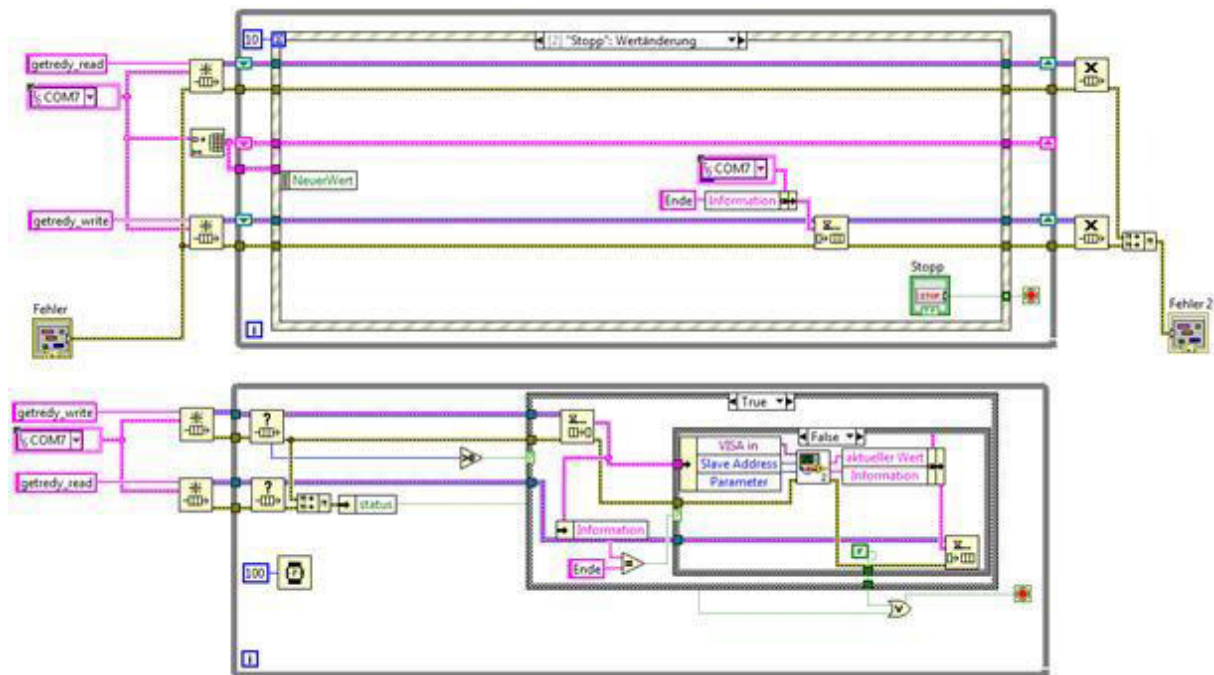 10
[2] "Stopp": Wertänderung
getredy_read
COM7
NeuerWert
COM7
Ende
Information
getredy_write
Stopp
STOP
Fehler
Fehler 2
i
True
getredy_write
COM7
False
VISA in
aktueller Wert
Slave Address
Information
Parameter
getredy_read
status
Information
Ende
100
i